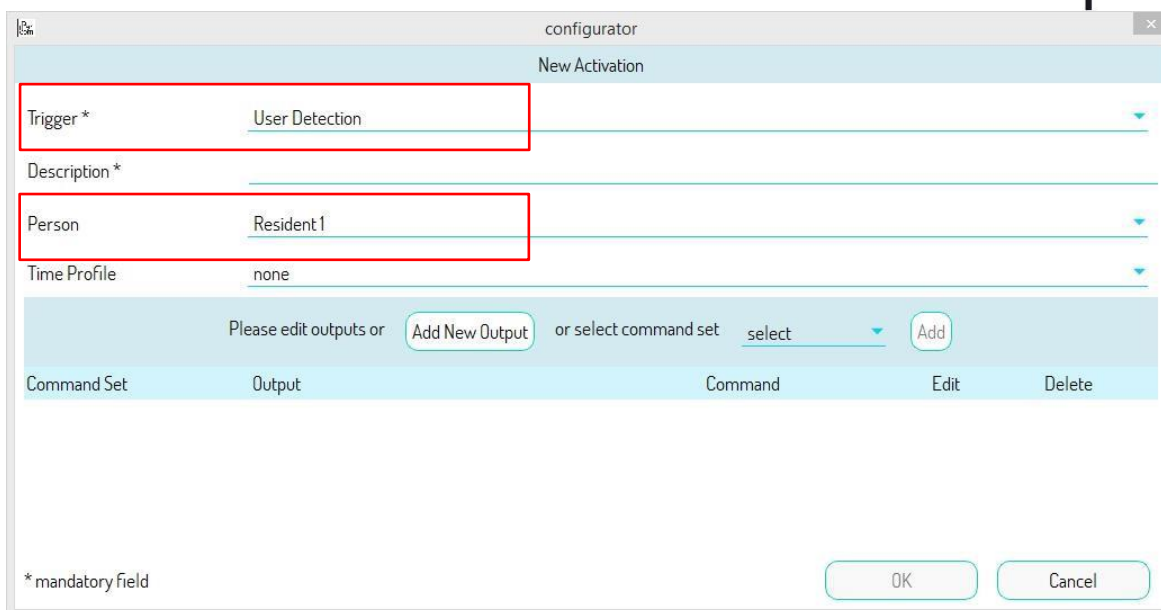 configurator
New Activation
Trigger * User Detection
Description *
Person Resident 1
Time Profile none
Please edit outputs or Add New Output or select command set select Add
Command Set Output Command Edit Delete
* mandatory field OK Cancel